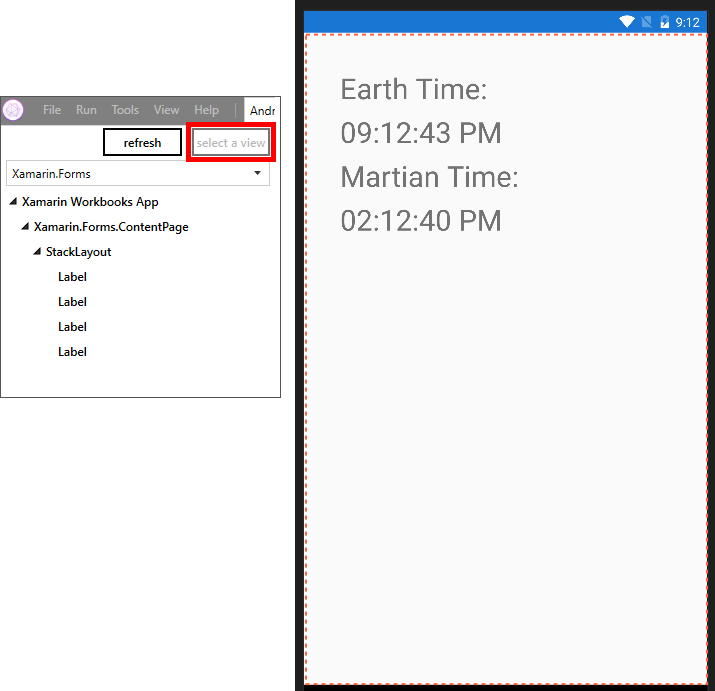 File Run Tools View Help Andr
refresh select a view
Xamarin.Forms
Xamarin Workbooks App
Xamarin.Forms.ContentPage
StackLayout
Label
Label
Label
Label
9:12
Earth Time:
09:12:43 PM
Martian Time:
02:12:40 PM